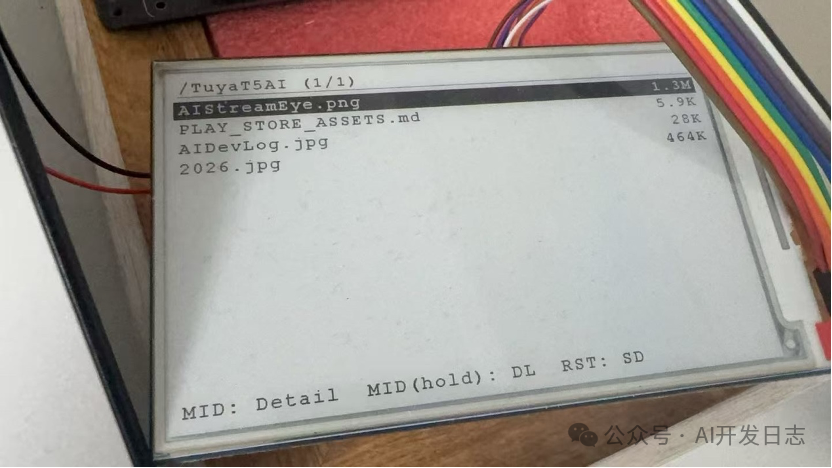 /TuyaT5AI (1/1)
AIStreamEye.png 1.3M
PLAY_STORE_ASSETS.md 5.9K
AIDevLog.jpg 28K
2026.jpg 464K
MID: Detail MID(hold): DL RST: SD
公众号 · AI开发日志